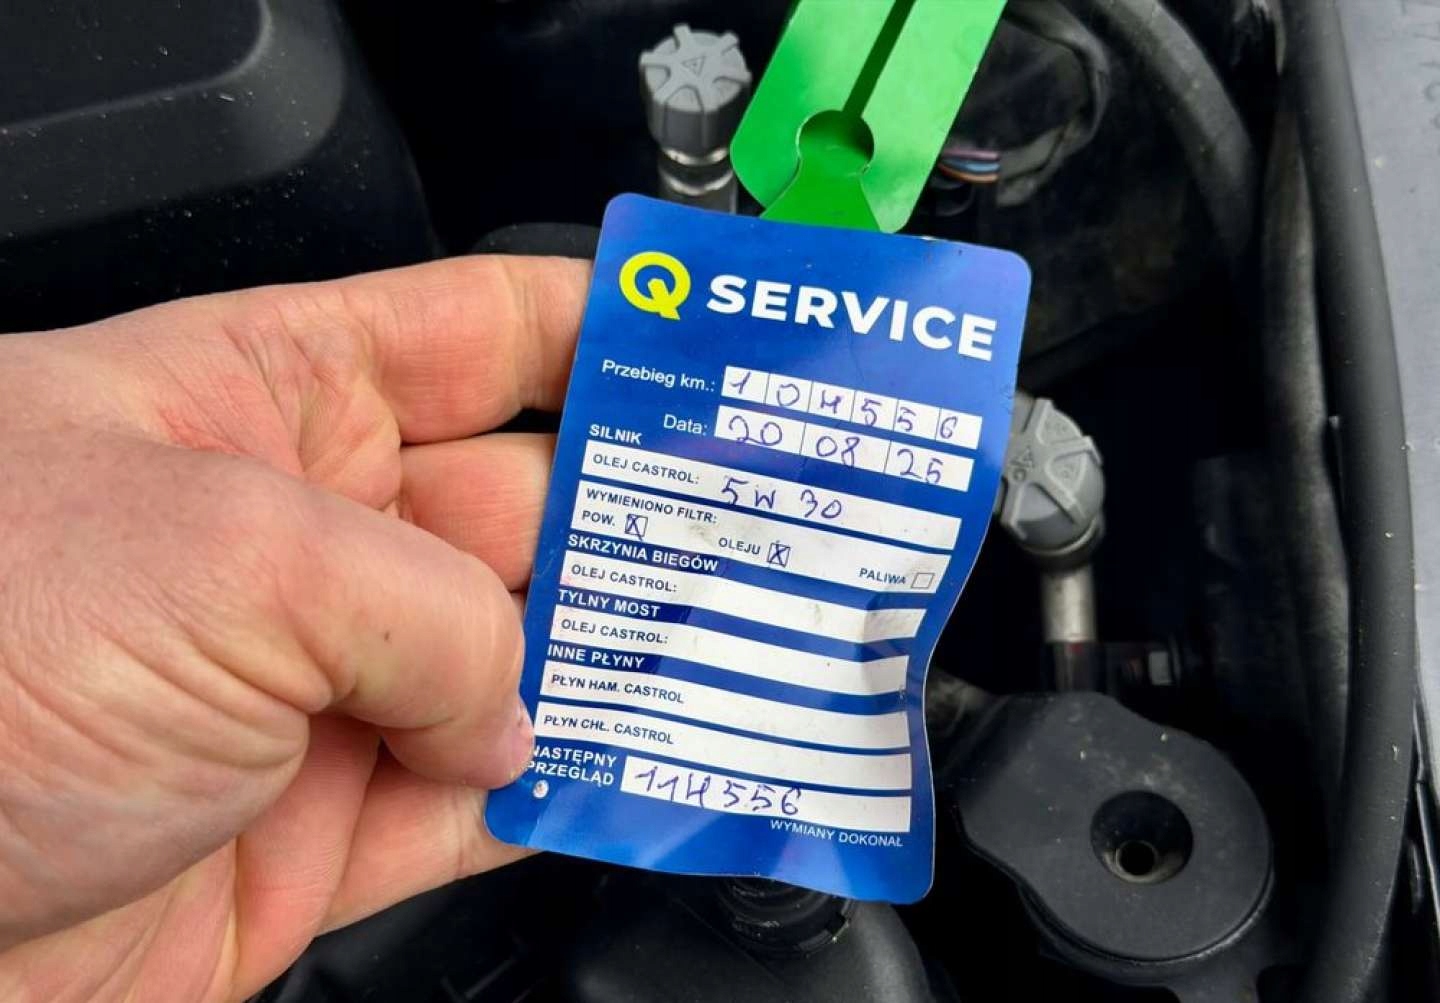 Q SERVICE
Przebieg km.: 104556
Data: 20 08 25
SILNIK
OLEJ CASTROL: 5W30
WYMIENIONO FILTR:
POW. X OLEJU X PALIWA
SKRZYNIA BIEGÓW
OLEJ CASTROL:
TYLNY MOST
OLEJ CASTROL:
INNE PŁYNY
PŁYN HAM. CASTROL
PŁYN CHŁ. CASTROL
NASTĘPNY
PRZEGLĄD 114556
WYMIANY DOKONAŁ